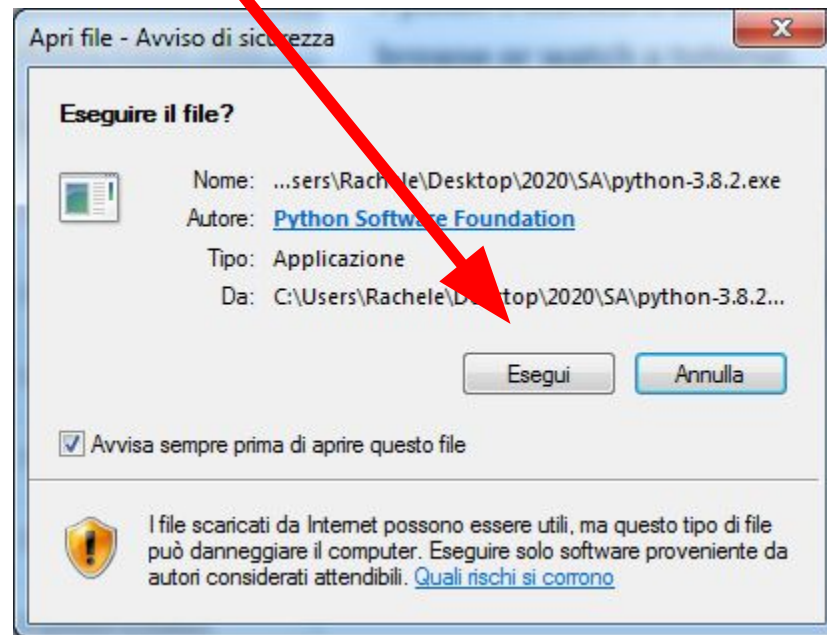 Apri file - Avviso di sicurezza
Eseguire il file?
Nome: ...sers\Rachele\Desktop\2020\SA\python-3.8.2.exe
Autore: Python Software Foundation
Tipo: Applicazione
Da: C:\Users\Rachele\Desktop\2020\SA\python-3.8.2...
Esegui Annulla
Avvisa sempre prima di aprire questo file
I file scaricati da Internet possono essere utili, ma questo tipo di file
può danneggiare il computer. Eseguire solo software proveniente da
autori considerati attendibili. Quali rischi si corrono